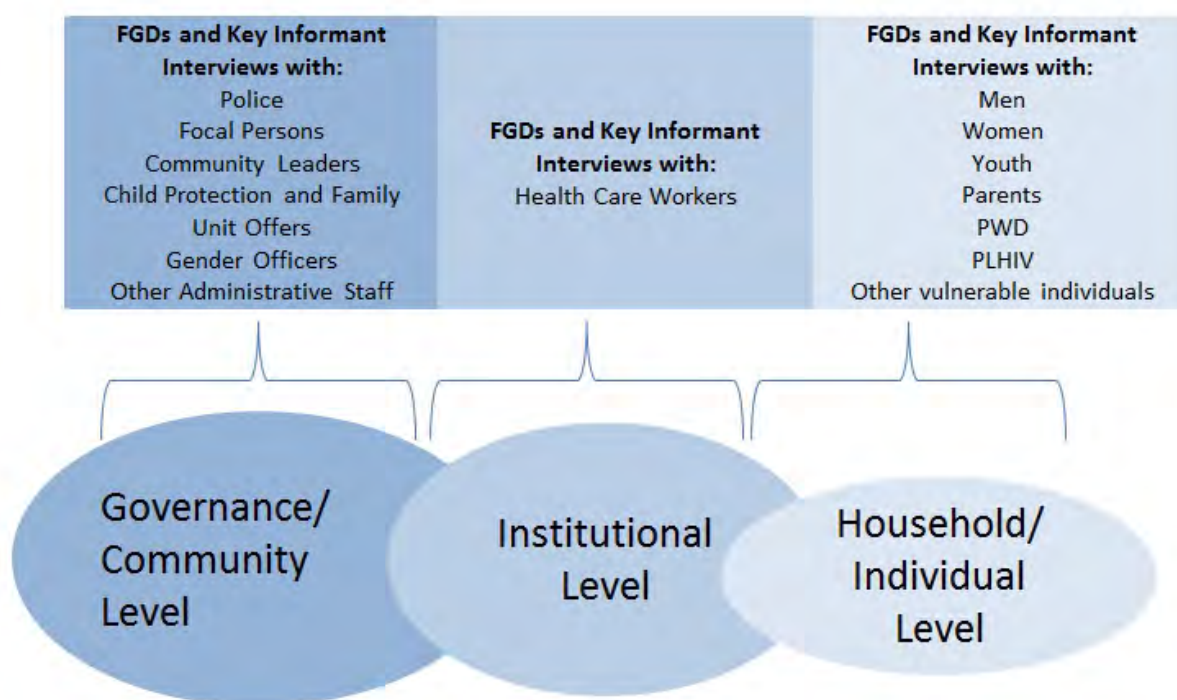 FGDs and Key Informant
Interviews with:
Police
Focal Persons
Community Leaders
Child Protection and Family
Unit Offers
Gender Officers
Other Administrative Staff
FGDs and Key Informant
Interviews with:
Health Care Workers
FGDs and Key Informant
Interviews with:
Men
Women
Youth
Parents
PWD
PLHIV
Other vulnerable individuals
Governance/
Community
Level
Institutional
Level
Household/
Individual
Level